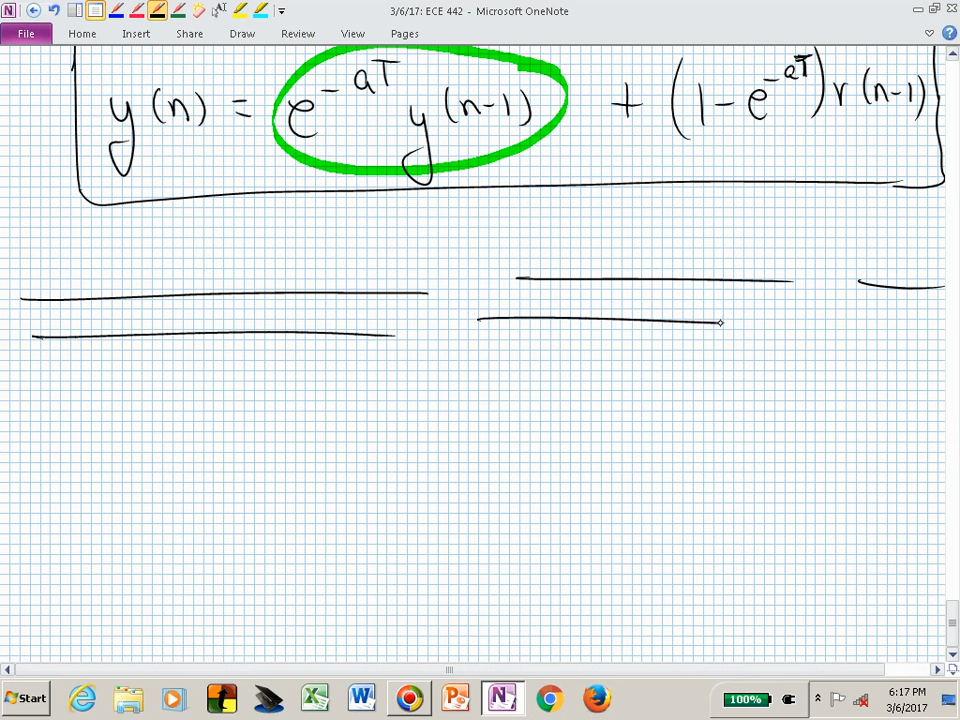 3/6/17: ECE 442 - Microsoft OneNote
File Home Insert Share Draw Review View Pages
y(n) = e^{-aT} y(n-1) + (1-e^{-aT}) r(n-1)
Start 100% 6:17 PM
3/6/2017